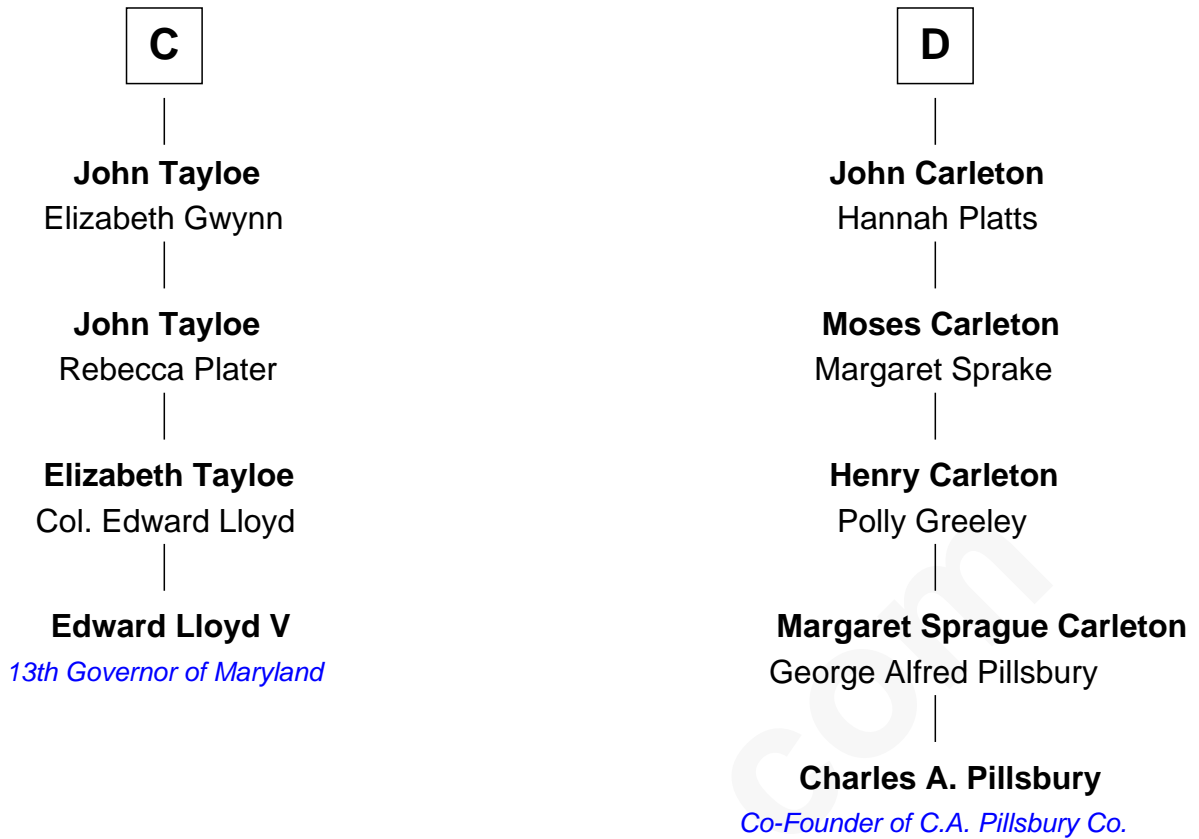 C
John Tayloe
Elizabeth Gwynn
John Tayloe
Rebecca Plater
Elizabeth Tayloe
Col. Edward Lloyd
Edward Lloyd V
13th Governor of Maryland
D
John Carleton
Hannah Platts
Moses Carleton
Margaret Sprake
Henry Carleton
Polly Greeley
Margaret Sprague Carleton
George Alfred Pillsbury
Charles A. Pillsbury
Co-Founder of C.A. Pillsbury Co.
com